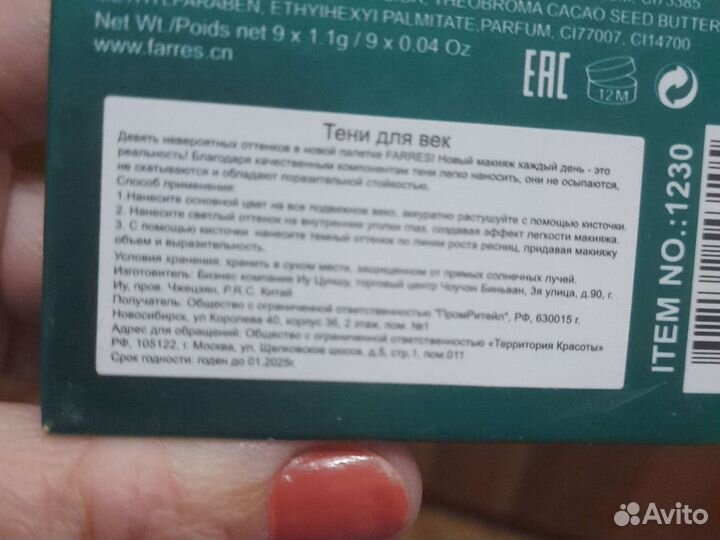 CI75385
METHYLPARABEN, ETHYIHEXYI PALMITATE, PARFUM, CI77007, CI14700
THEOBROMA CACAO SEED BUTTER
Net Wt./Poids net 9 x 1.1g / 9 x 0.04 Oz
www.farres.cn
EAC
12M
Тени для век
Девять невероятных оттенков в новой палетке FARRES! Новый макияж каждый день - это
реальность! Благодаря качественным компонентам тени легко наносить, они не осыпаются,
не скатываются и обладают поразительной стойкостью.
Способ применения:
1.Нанесите основной цвет на все подвижное веко, аккуратно растушуйте с помощью кисточки.
2. Нанесите светлый оттенок на внутренние уголки глаз, создавая эффект легкости макияжа.
3. С помощью кисточки нанесите темный оттенок по линии роста ресниц, придавая макияжу
объем и выразительность.
Условия хранения: хранить в сухом месте, защищенном от прямых солнечных лучей.
Изготовитель: Бизнес компания Иу Цуншу, торговый центр Чоучон Биньван, 3я улица, д.90, г.
Иу, пров. Чжецзян, P.R.C. Китай
Получатель: Общество с ограниченной ответственностью "ПромРитейл", РФ, 630015 г.
Новосибирск, ул Королева 40, корпус 36, 2 этаж, пом. №1
Адрес для обращений: Общество с ограниченной ответственностью «Территория Красоты»
РФ, 105122, г. Москва, ул. Щелковское шоссе, д.5, стр.1, пом.011
Срок годности: годен до 01.2025г.
ITEM NO.:1230
Avito